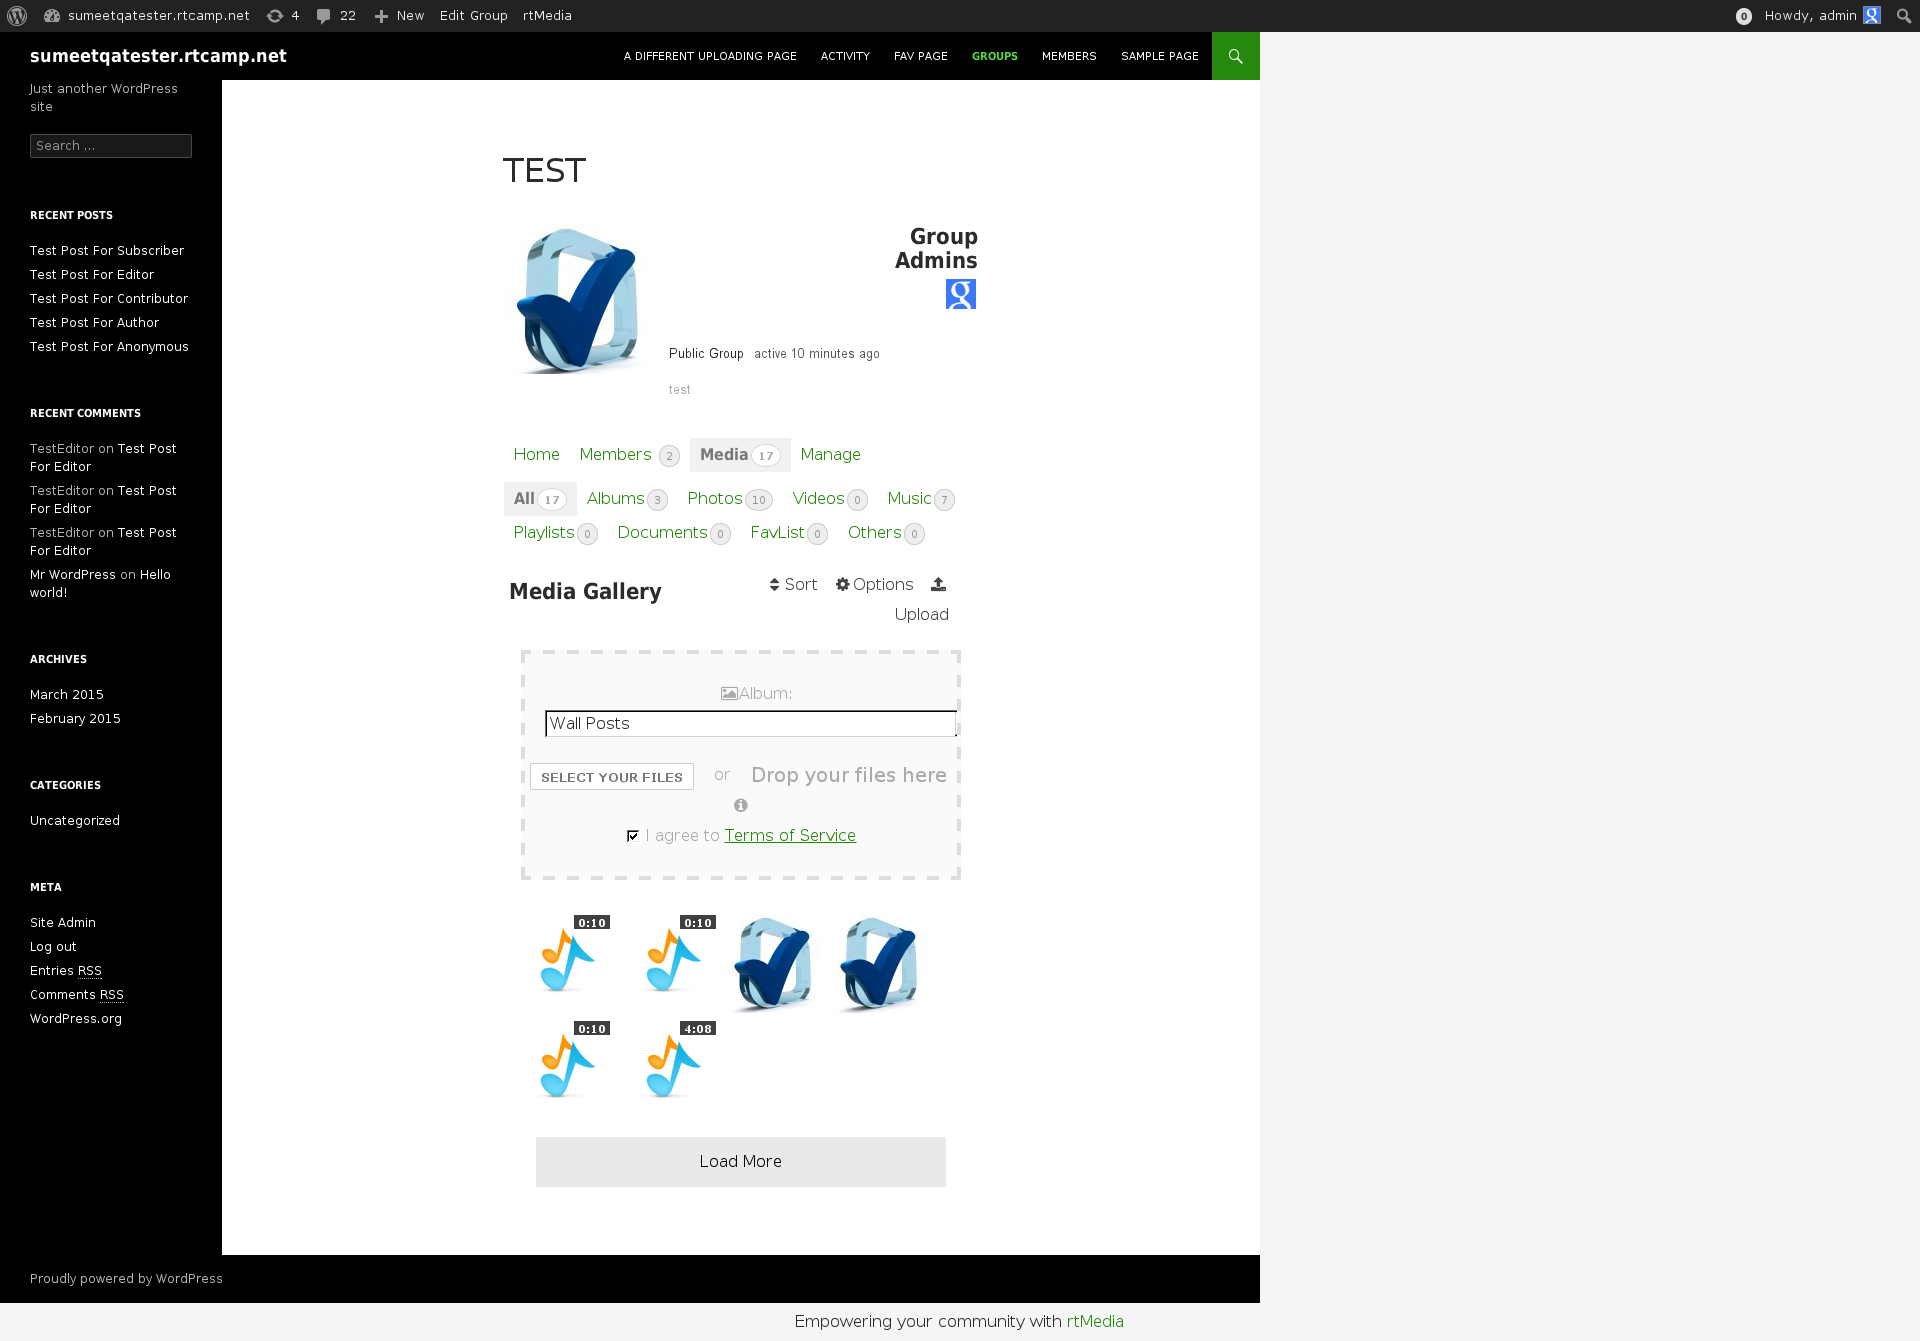 sumeetqatester.rtcamp.net 4 22 New Edit Group rtMedia 0 Howdy, admin
sumeetqatester.rtcamp.net A DIFFERENT UPLOADING PAGE ACTIVITY FAV PAGE GROUPS MEMBERS SAMPLE PAGE
Just another WordPress
site
Search ...
RECENT POSTS
Test Post For Subscriber
Test Post For Editor
Test Post For Contributor
Test Post For Author
Test Post For Anonymous
RECENT COMMENTS
TestEditor on Test Post
For Editor
TestEditor on Test Post
For Editor
TestEditor on Test Post
For Editor
Mr WordPress on Hello
world!
ARCHIVES
March 2015
February 2015
CATEGORIES
Uncategorized
META
Site Admin
Log out
Entries RSS
Comments RSS
WordPress.org
TEST
Group
Admins
g
Public Group active 10 minutes ago
test
Home Members 2 Media 17 Manage
All 17 Albums 3 Photos 10 Videos 0 Music 7
Playlists 0 Documents 0 FavList 0 Others 0
Media Gallery Sort Options
Upload
Album:
Wall Posts
SELECT YOUR FILES or Drop your files here
I agree to Terms of Service
0:10 0:10
0:10 4:08
Load More
Proudly powered by WordPress
Empowering your community with rtMedia